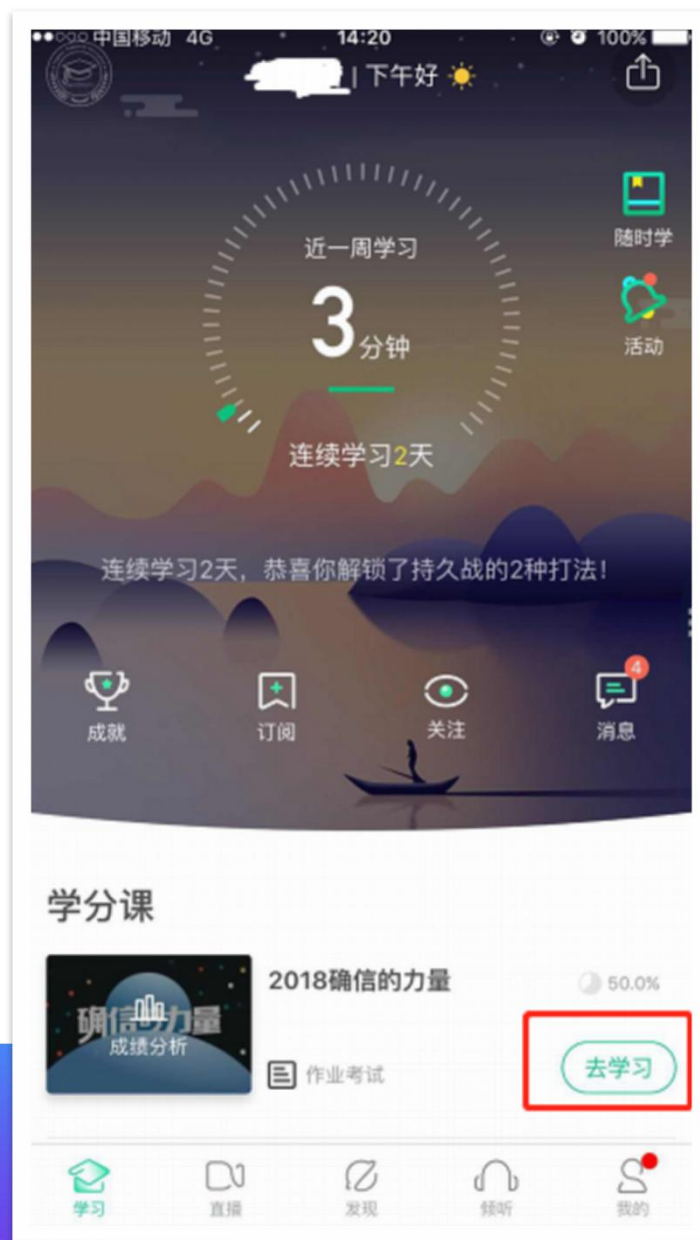 中国移动 4G 14:20 100%
| 下午好
随时学
近一周学习
3分钟
活动
连续学习2天
连续学习2天，恭喜你解锁了持久战的2种打法!
4
成就 订阅 关注 消息
学分课
确信的力量
成绩分析
2018确信的力量 50.0%
作业考试 去学习
学习 直播 发现 倾听 我的